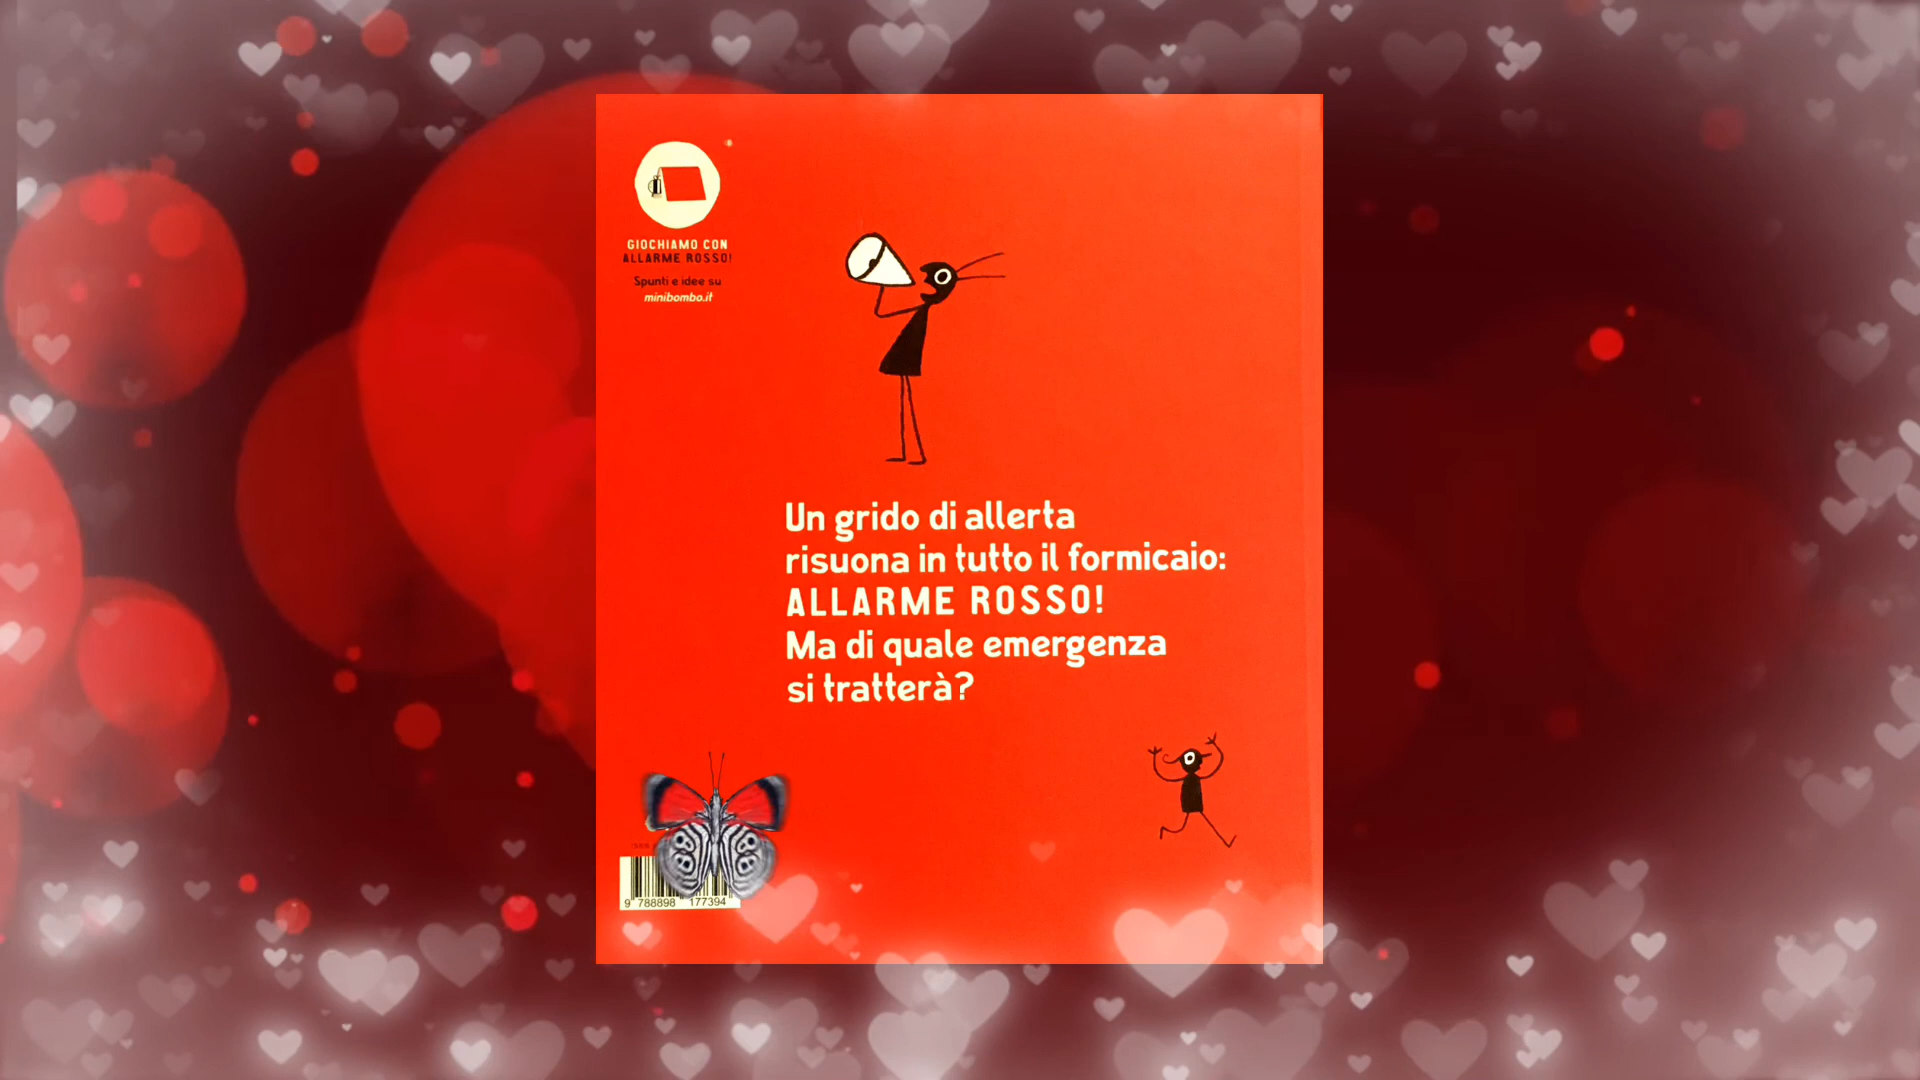 GIOCHIAMO CON
ALLARME ROSSO!
Spunti e idee su
minibombo.it
Un grido di allerta
risuona in tutto il formicaio:
ALLARME ROSSO!
Ma di quale emergenza
si tratterà?
9 788898 177394